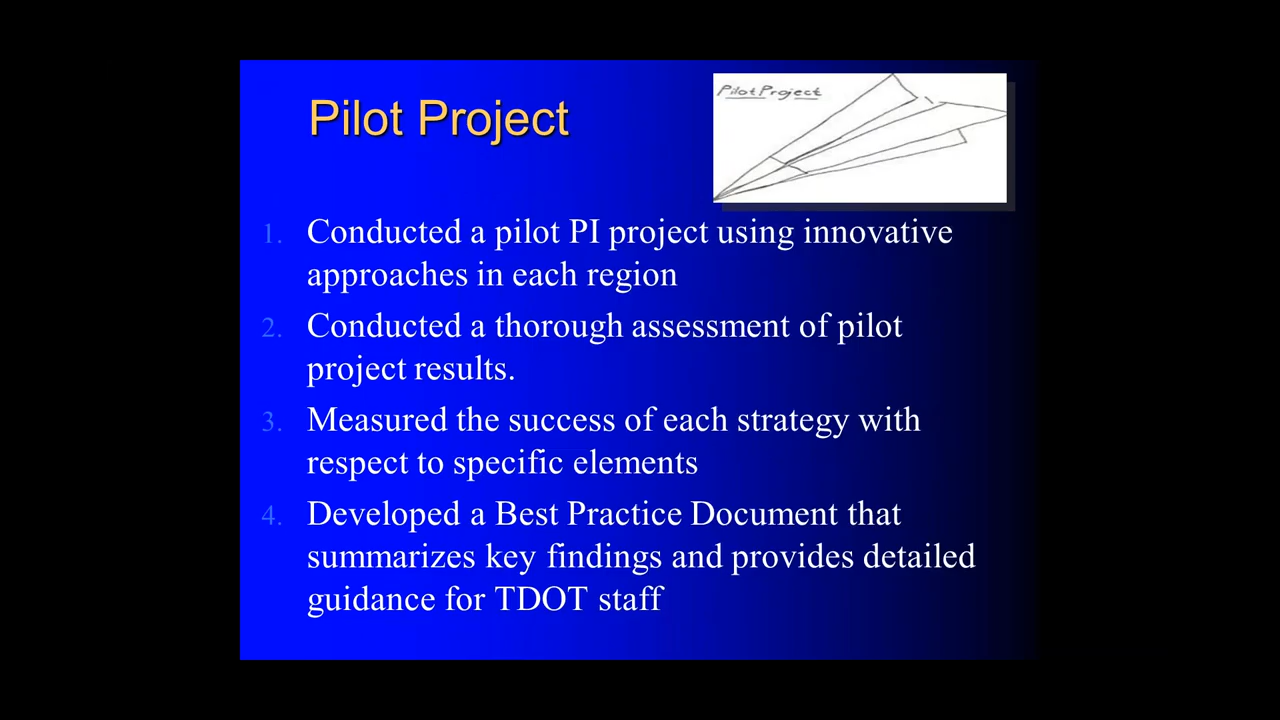 Pilot Project
Pilot Project
1. Conducted a pilot PI project using innovative
approaches in each region
2. Conducted a thorough assessment of pilot
project results.
3. Measured the success of each strategy with
respect to specific elements
4. Developed a Best Practice Document that
summarizes key findings and provides detailed
guidance for TDOT staff